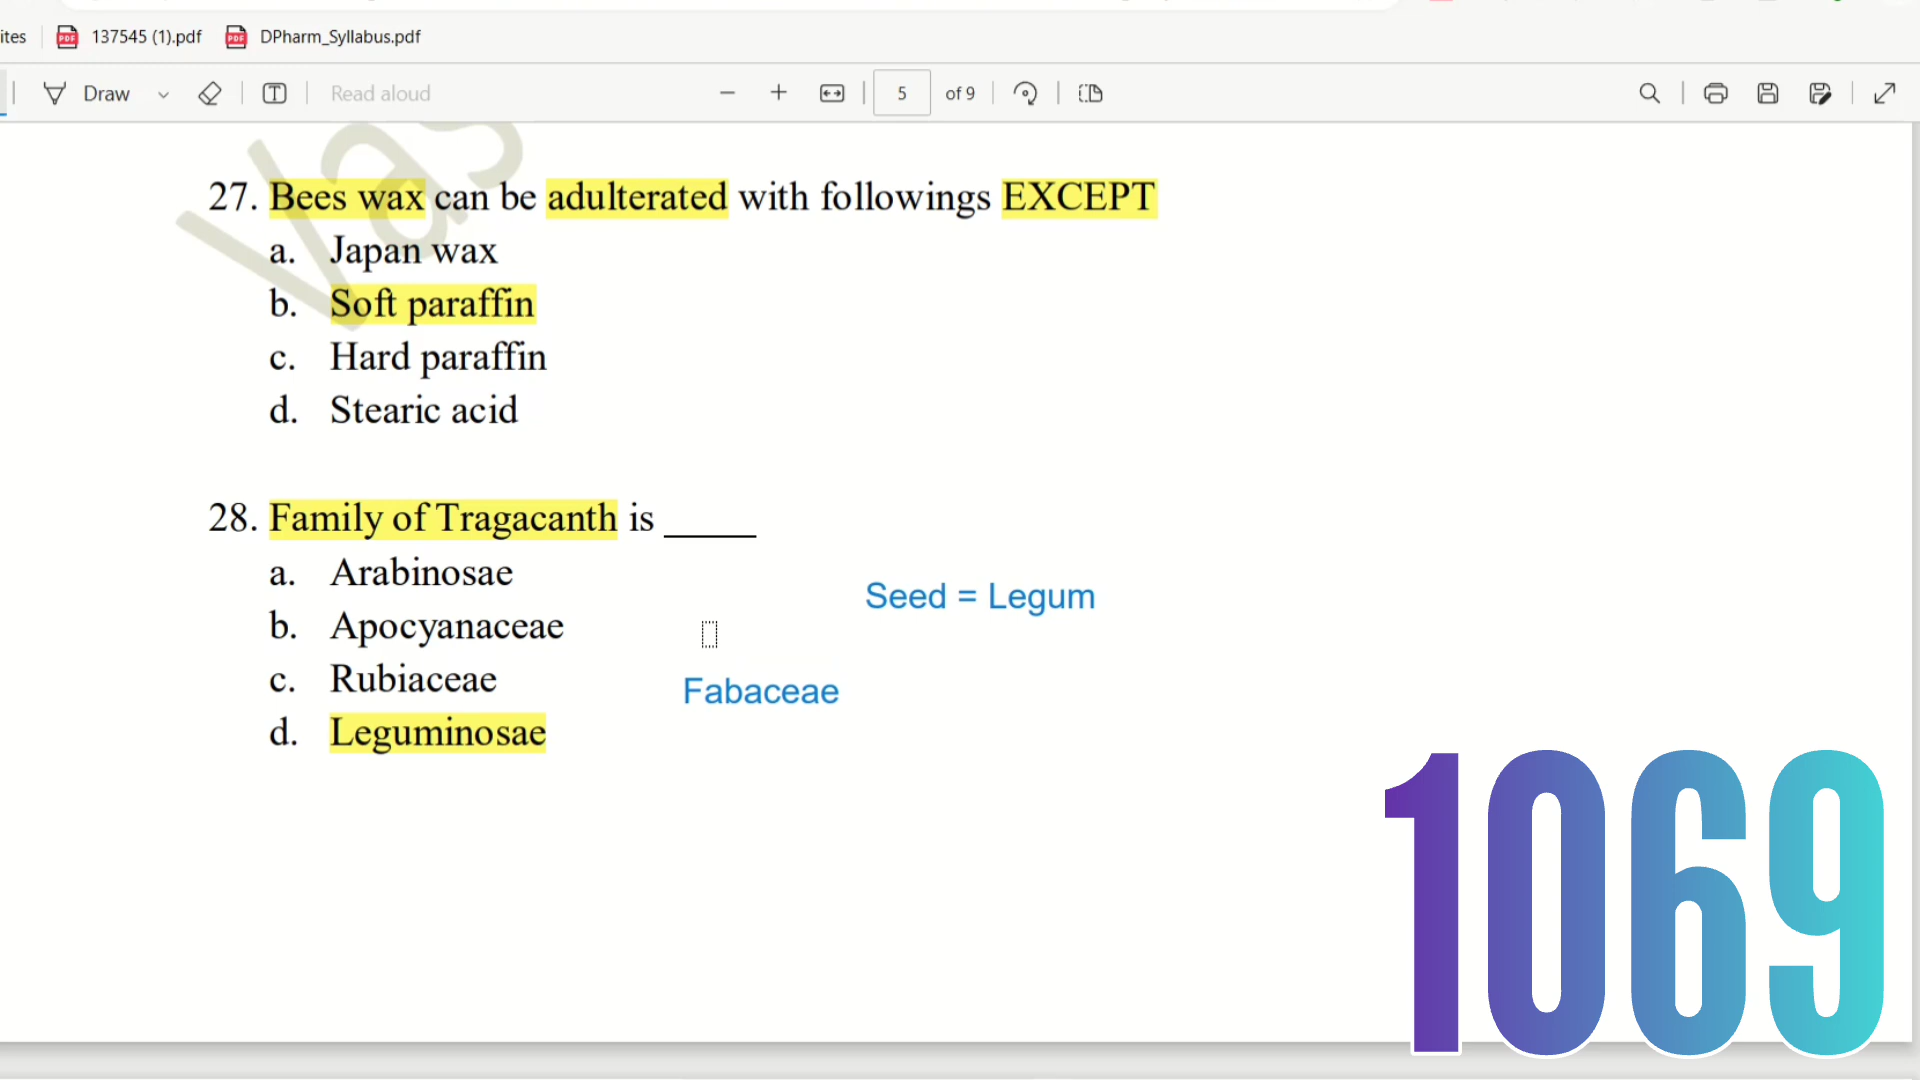 ites 137545 (1).pdf DPharm_Syllabus.pdf
Draw Read aloud 5 of 9
Vas
27. Bees wax can be adulterated with followings EXCEPT
a. Japan wax
b. Soft paraffin
c. Hard paraffin
d. Stearic acid
28. Family of Tragacanth is _____
a. Arabinosae
Seed = Legum
b. Apocyanaceae
c. Rubiaceae
Fabaceae
d. Leguminosae
1069